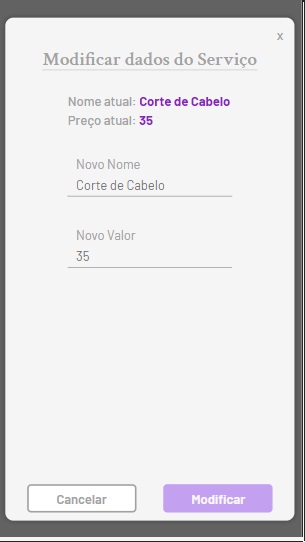 x
Modificar dados do Serviço
Nome atual: Corte de Cabelo
Preço atual: 35
Novo Nome
Corte de Cabelo
Novo Valor
35
Cancelar
Modificar